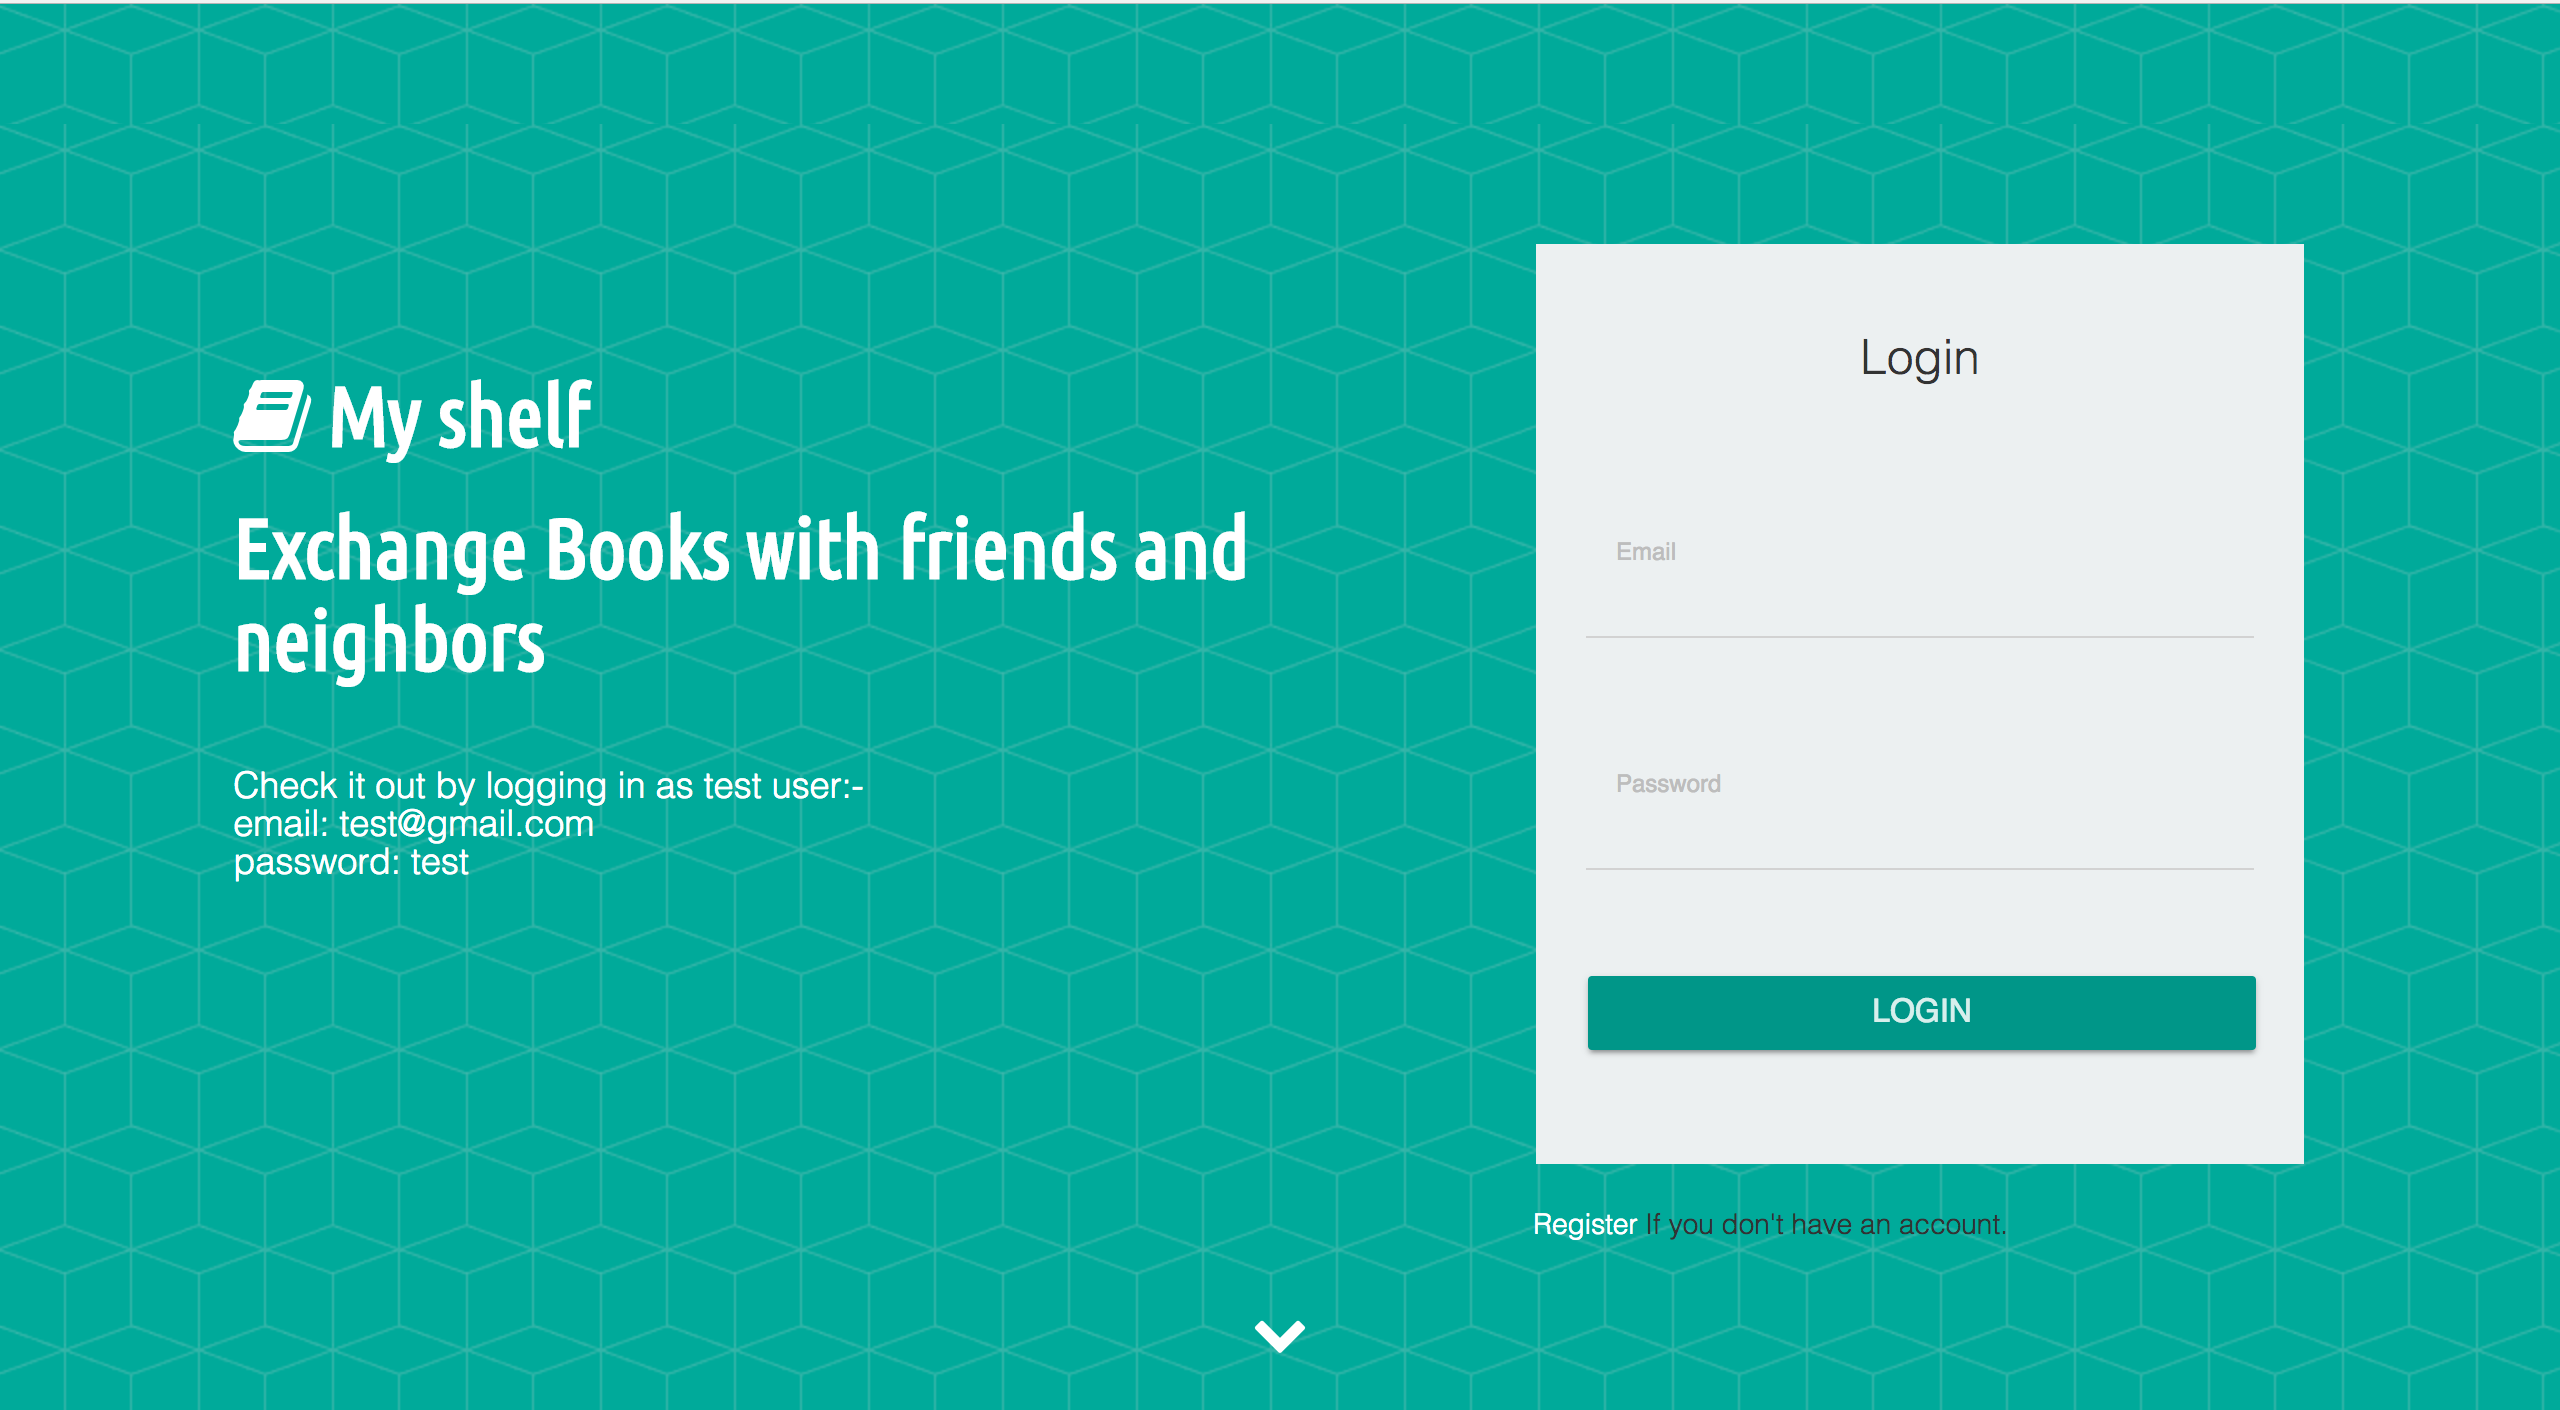 My shelf
Exchange Books with friends and
neighbors
Check it out by logging in as test user:-
email: test@gmail.com
password: test
Login
Email
Password
LOGIN
Register If you don't have an account.